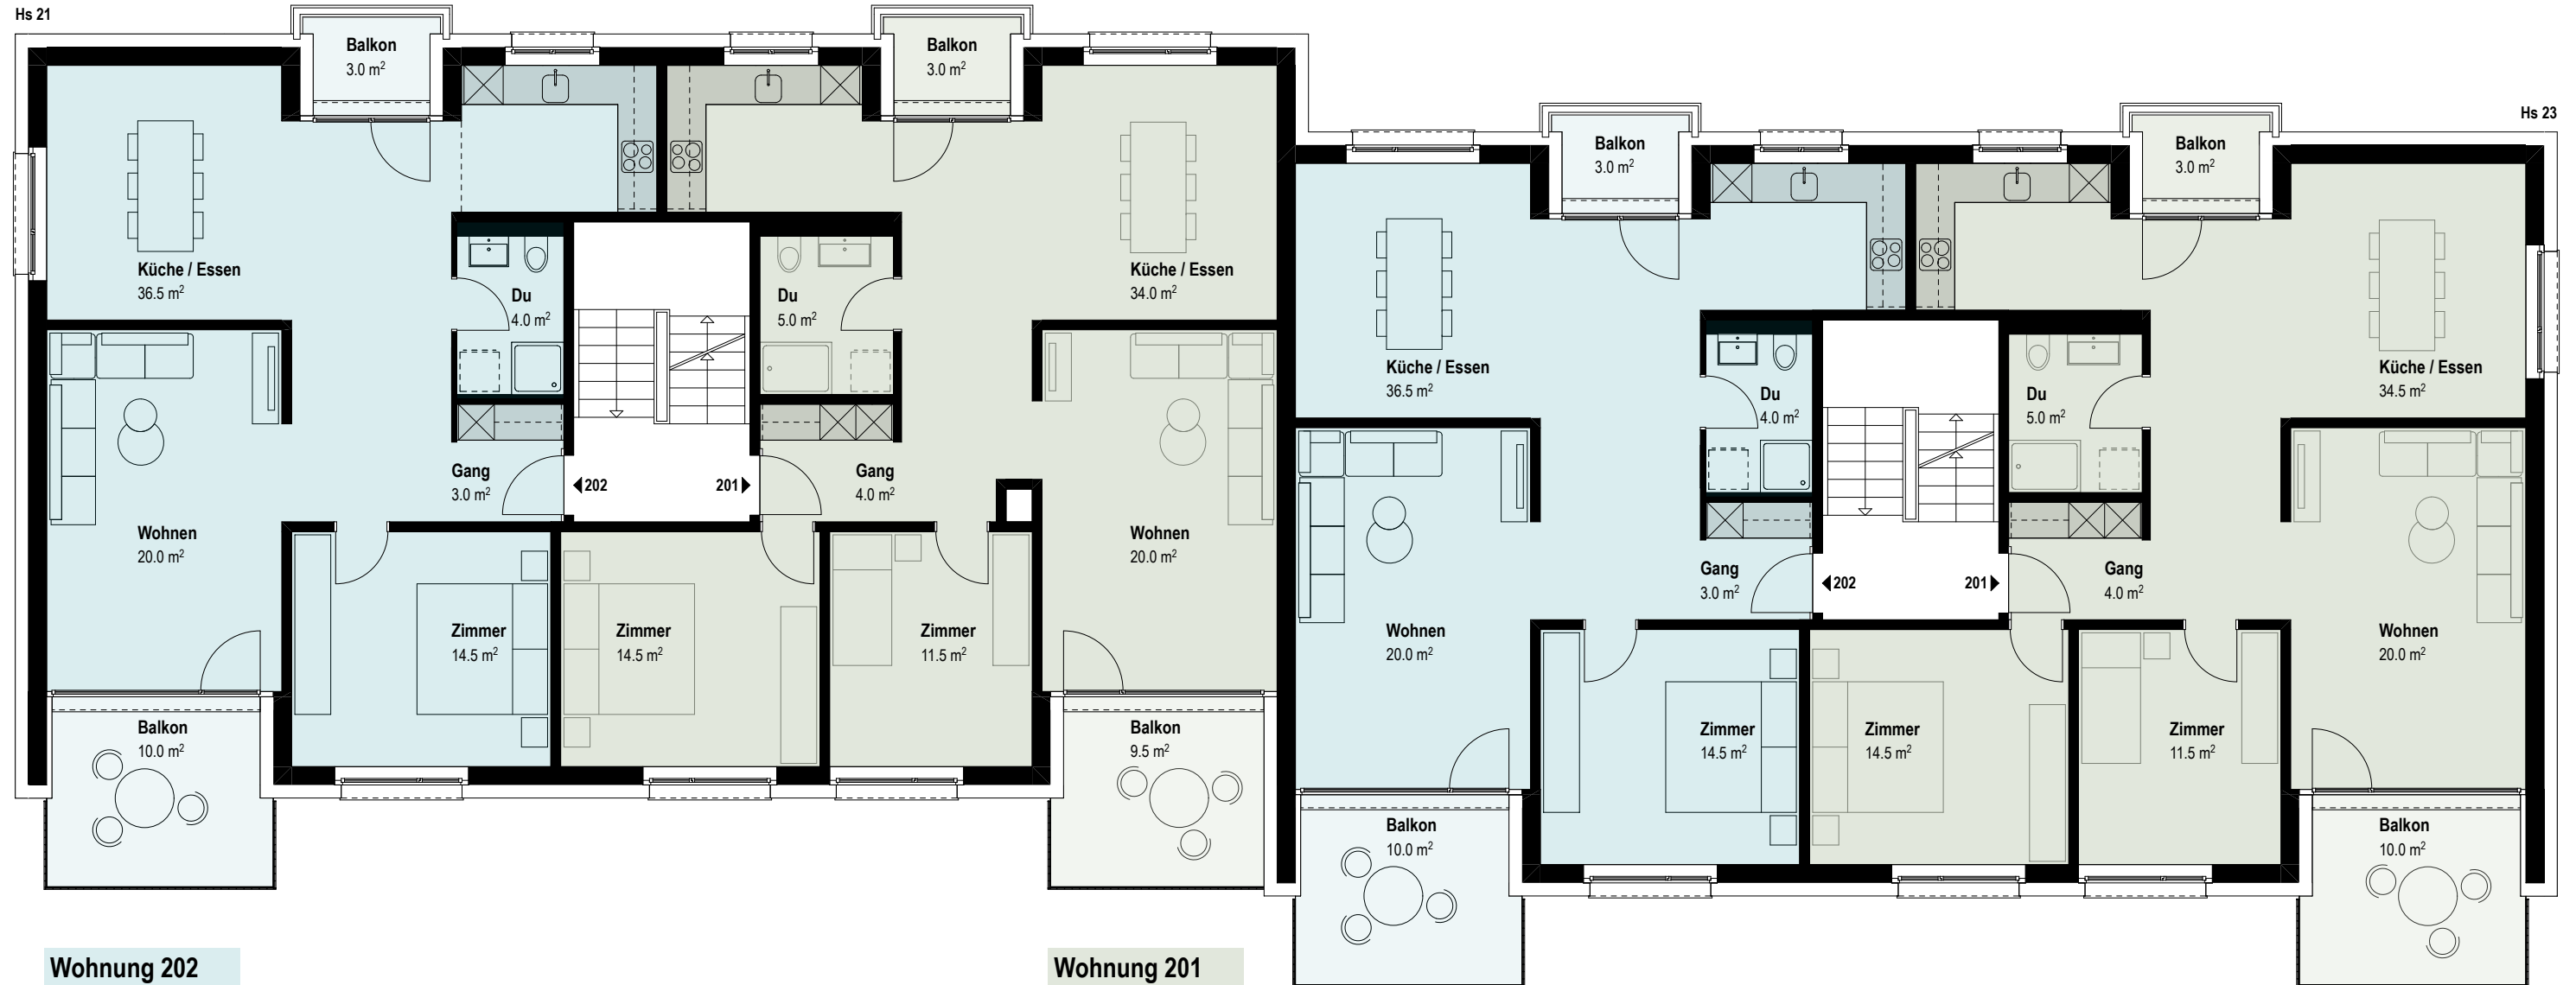 Hs 21
Balkon
3.0 m²
Balkon
3.0 m²
Küche / Essen
36.5 m²
Du
4.0 m²
Du
5.0 m²
Küche / Essen
34.0 m²
Gang
3.0 m²
202
201
Gang
4.0 m²
Wohnen
20.0 m²
Wohnen
20.0 m²
Zimmer
14.5 m²
Zimmer
14.5 m²
Zimmer
11.5 m²
Balkon
10.0 m²
Balkon
9.5 m²
Wohnung 202
Wohnung 201
Hs 23
Balkon
3.0 m²
Balkon
3.0 m²
Küche / Essen
36.5 m²
Du
4.0 m²
Du
5.0 m²
Küche / Essen
34.5 m²
Gang
3.0 m²
202
201
Gang
4.0 m²
Wohnen
20.0 m²
Wohnen
20.0 m²
Zimmer
14.5 m²
Zimmer
14.5 m²
Zimmer
11.5 m²
Balkon
10.0 m²
Balkon
10.0 m²